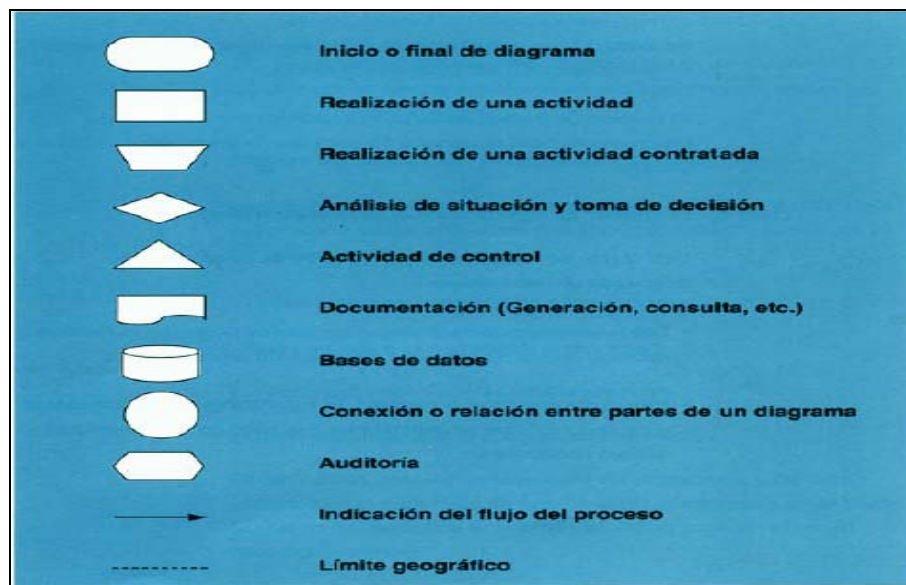 Inicio o final de diagrama
Realización de una actividad
Realización de una actividad contratada
Análisis de situación y toma de decisión
Actividad de control
Documentación (Generación, consulta, etc.)
Bases de datos
Conexión o relación entre partes de un diagrama
Auditoría
Indicación del flujo del proceso
Límite geográfico